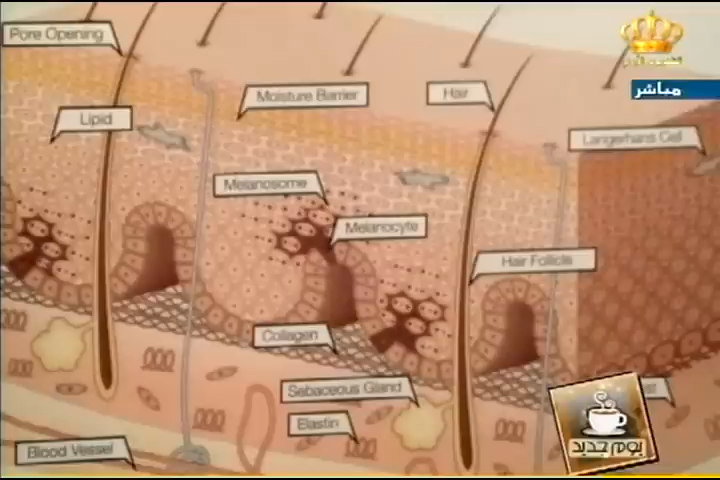 Pore Opening
مباشر
Moisture Barrier
Hair
Lipid
Langerhans Cell
Melanosome
Melanocyte
Hair Follicle
Collagen
Sebaceous Gland
Elastin
يوم جديد
Blood Vessel